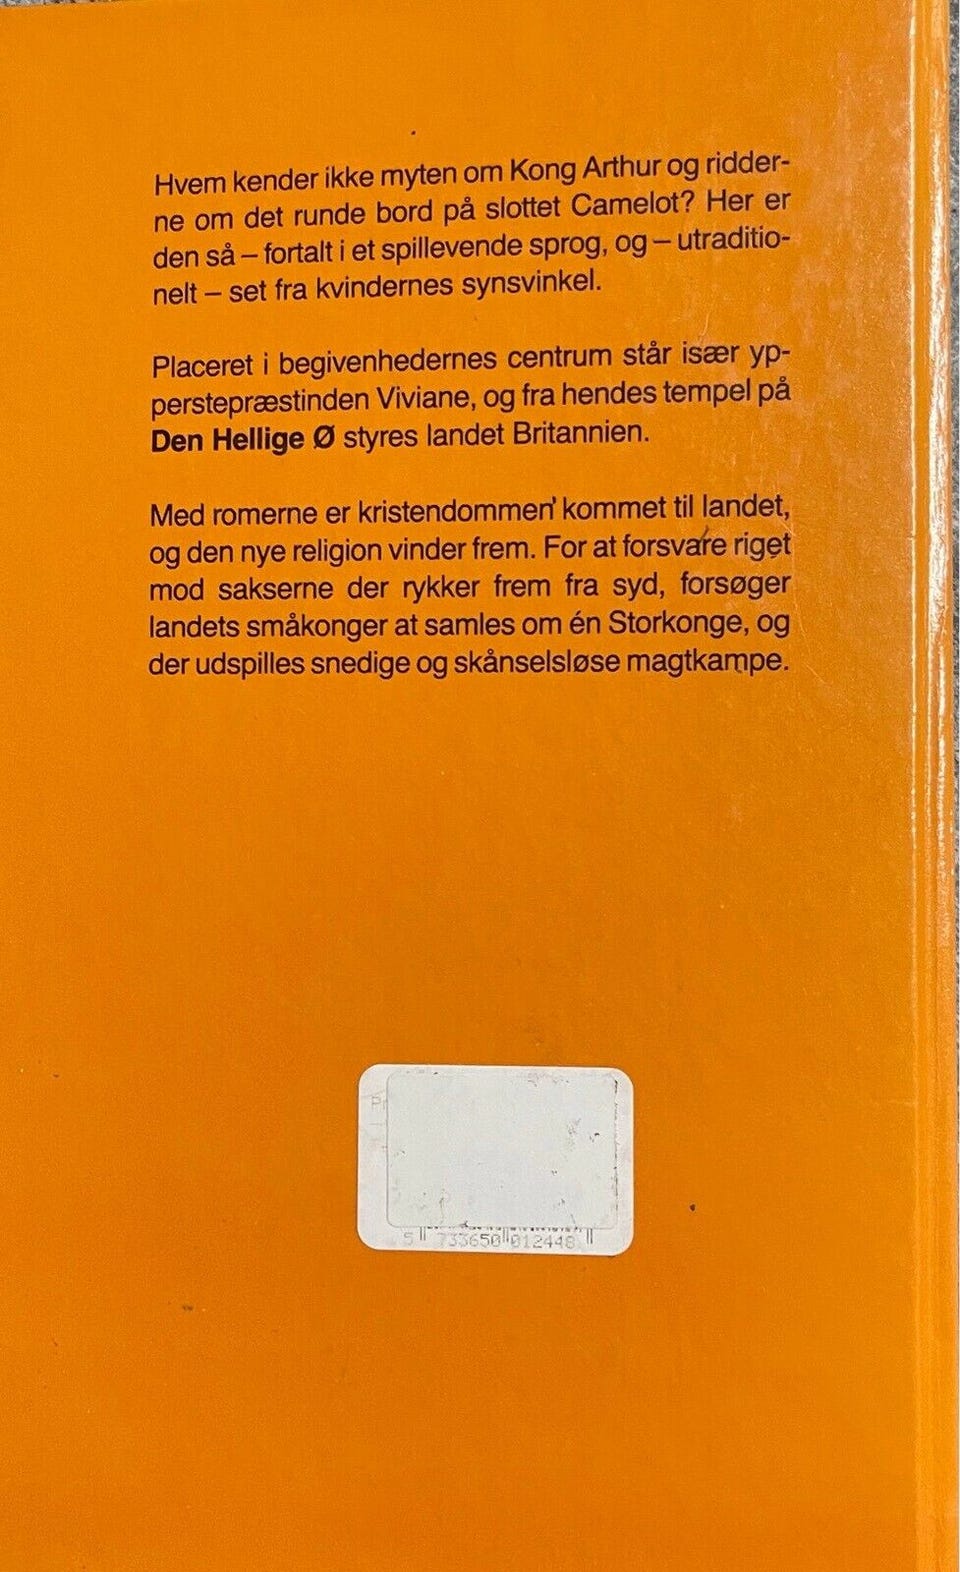 Hvem kender ikke myten om Kong Arthur og ridder-
ne om det runde bord på slottet Camelot? Her er
den så – fortalt i et spillevende sprog, og – utraditio-
nelt – set fra kvindernes synsvinkel.
Placeret i begivenhedernes centrum står især yp-
perstepræstinden Viviane, og fra hendes tempel på
Den Hellige Ø styres landet Britannien.
Med romerne er kristendommen kommet til landet,
og den nye religion vinder frem. For at forsvare riget
mod sakserne der rykker frem fra syd, forsøger
landets småkonger at samles om én Storkonge, og
der udspilles snedige og skånselsløse magtkampe.
5 733650 012448